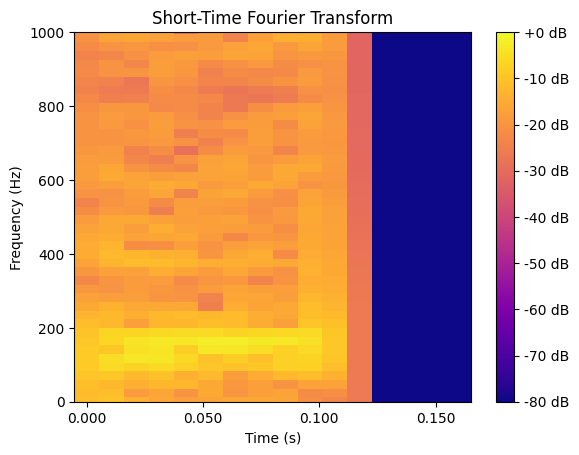 Short-Time Fourier Transform
1000
800
600
400
200
0
Frequency (Hz)
0.000
0.050
0.100
0.150
Time (s)
+0 dB
-10 dB
-20 dB
-30 dB
-40 dB
-50 dB
-60 dB
-70 dB
-80 dB